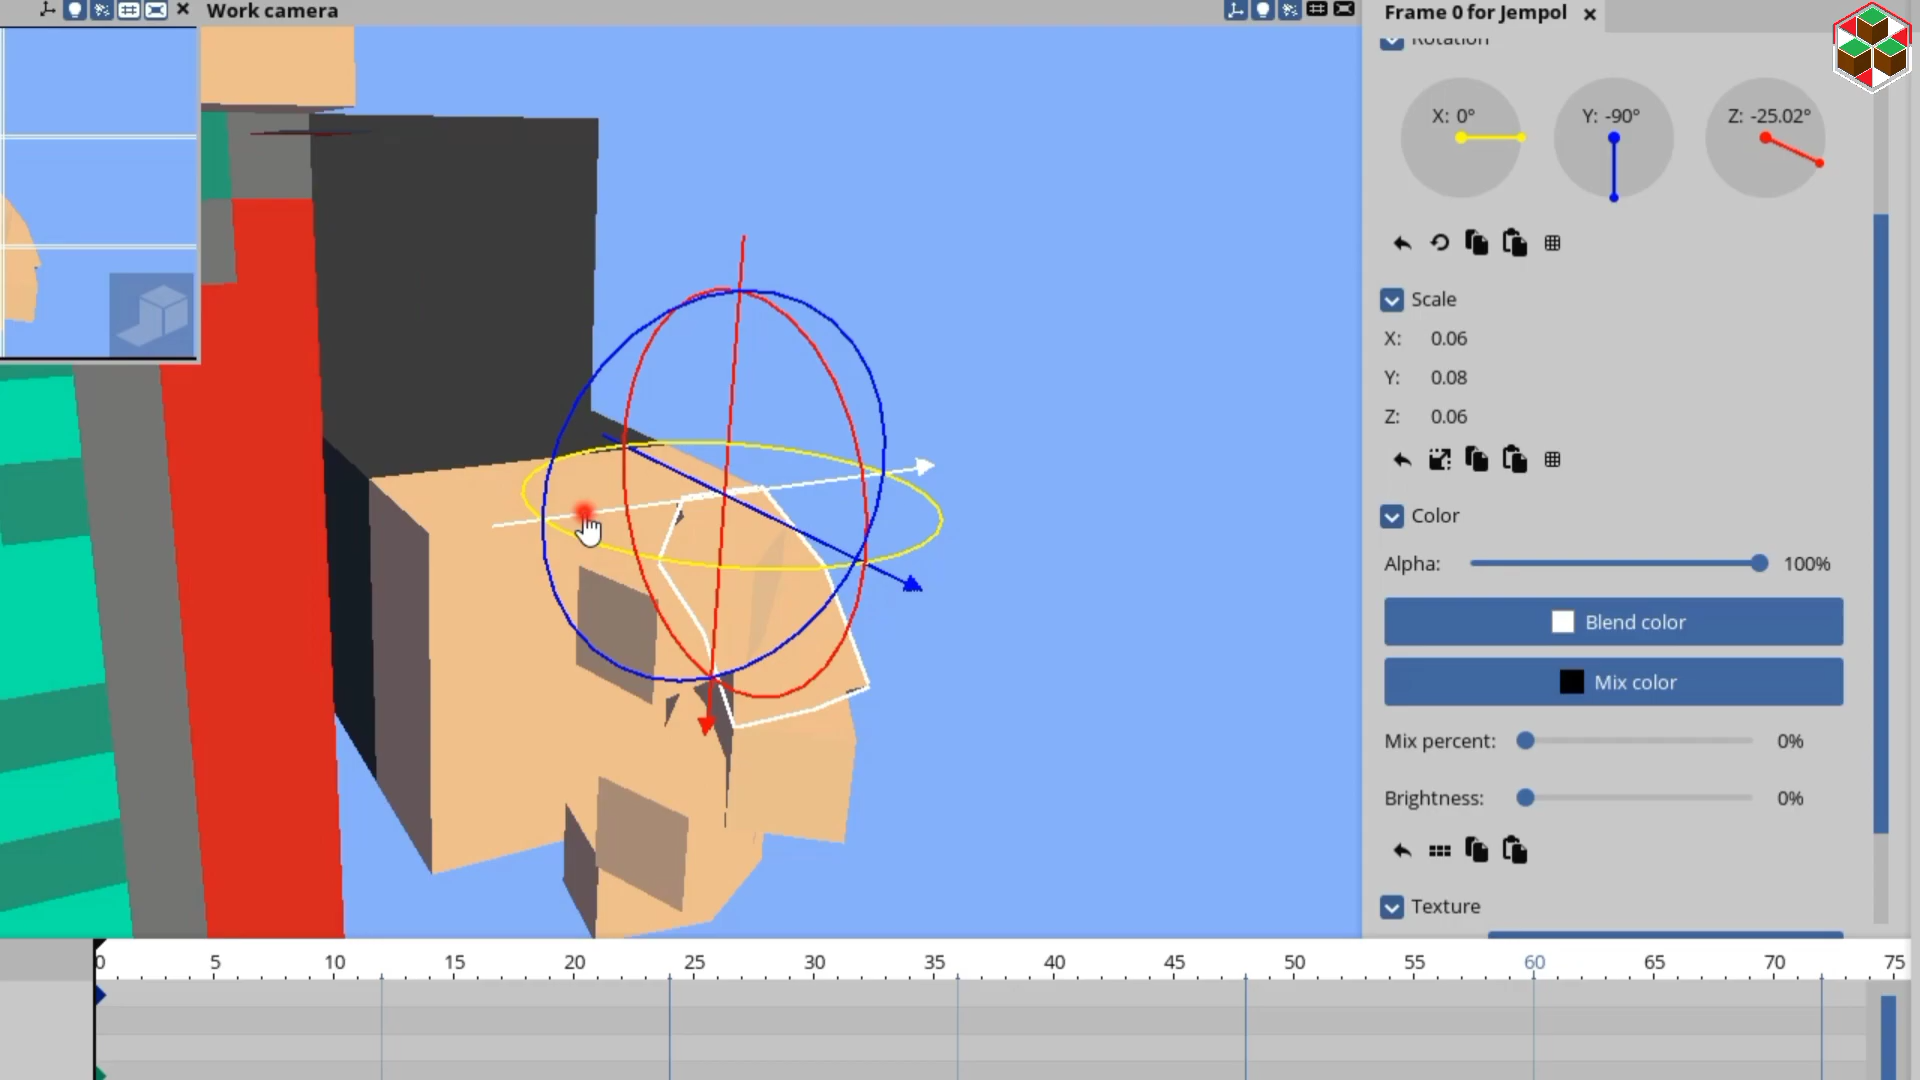 Work camera
Frame 0 for Jempol
Rotation
X: 0°
Y: -90°
Z: -25.02°
Scale
X: 0.06
Y: 0.08
Z: 0.06
Color
Alpha: 100%
Blend color
Mix color
Mix percent: 0%
Brightness: 0%
Texture
0 5 10 15 20 25 30 35 40 45 50 55 60 65 70 75